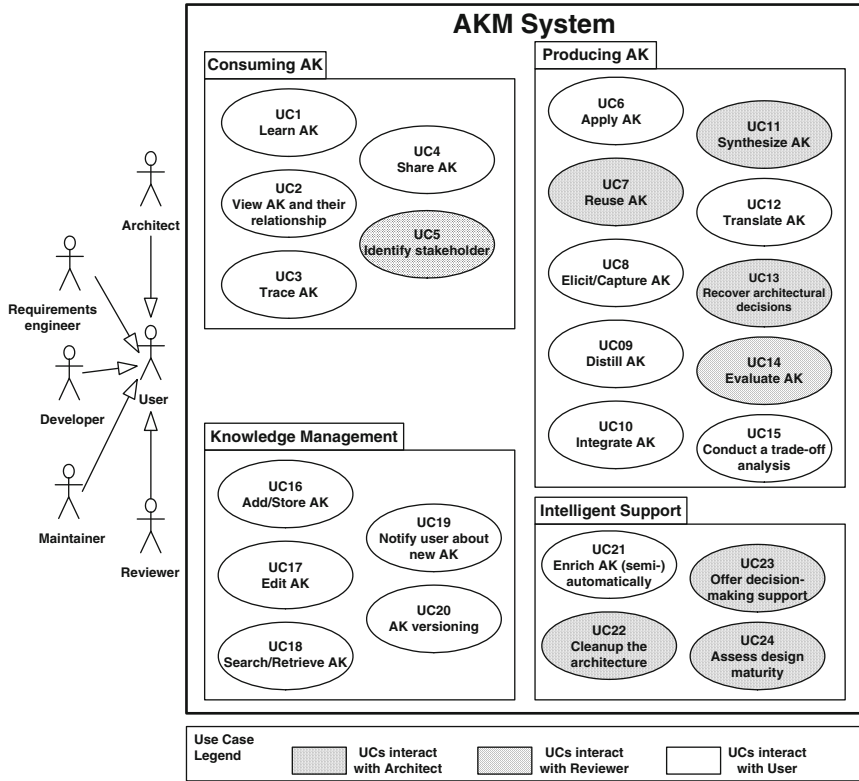 AKM System
Consuming AK
UC1
Learn AK
UC2
View AK and their
relationship
UC3
Trace AK
UC4
Share AK
UC5
Identify stakeholder
Producing AK
UC6
Apply AK
UC7
Reuse AK
UC8
Elicit/Capture AK
UC09
Distill AK
UC10
Integrate AK
UC11
Synthesize AK
UC12
Translate AK
UC13
Recover architectural
decisions
UC14
Evaluate AK
UC15
Conduct a trade-off
analysis
Architect
Requirements
engineer
User
Developer
Maintainer
Reviewer
Knowledge Management
UC16
Add/Store AK
UC17
Edit AK
UC18
Search/Retrieve AK
UC19
Notify user about
new AK
UC20
AK versioning
Intelligent Support
UC21
Enrich AK (semi-)
automatically
UC22
Cleanup the
architecture
UC23
Offer decision-
making support
UC24
Assess design
maturity
Use Case
Legend
UCs interact
with Architect
UCs interact
with Reviewer
UCs interact
with User